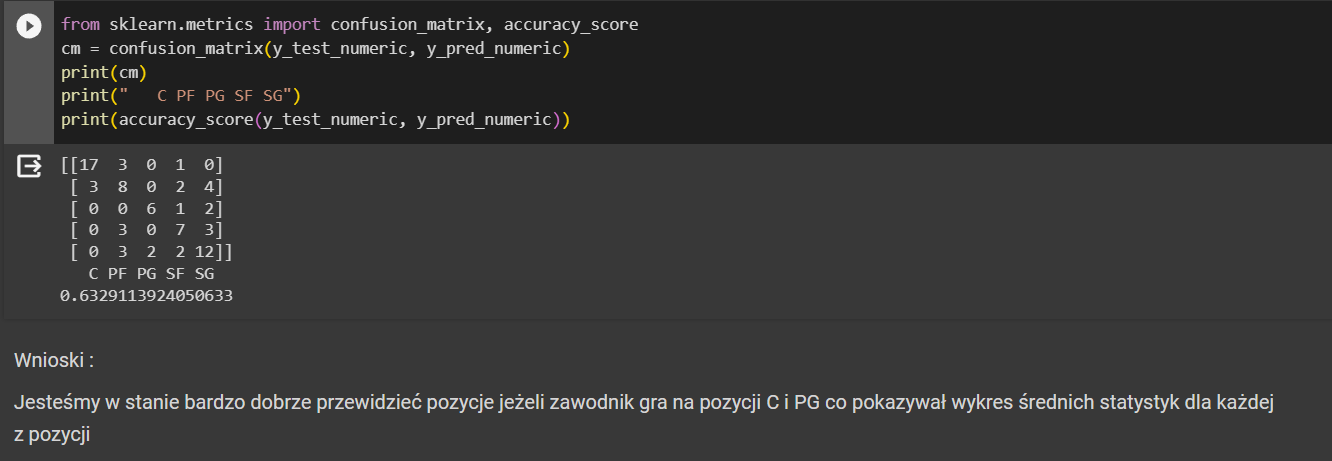 from sklearn.metrics import confusion_matrix, accuracy_score
cm = confusion_matrix(y_test_numeric, y_pred_numeric)
print(cm)
print("   C PF PG SF SG")
print(accuracy_score(y_test_numeric, y_pred_numeric))
[[17  3  0  1  0]
 [ 3  8  0  2  4]
 [ 0  0  6  1  2]
 [ 0  3  0  7  3]
 [ 0  3  2  2 12]]
   C PF PG SF SG
0.6329113924050633
Wnioski :
Jesteśmy w stanie bardzo dobrze przewidzieć pozycje jeżeli zawodnik gra na pozycji C i PG co pokazywał wykres średnich statystyk dla każdej
z pozycji